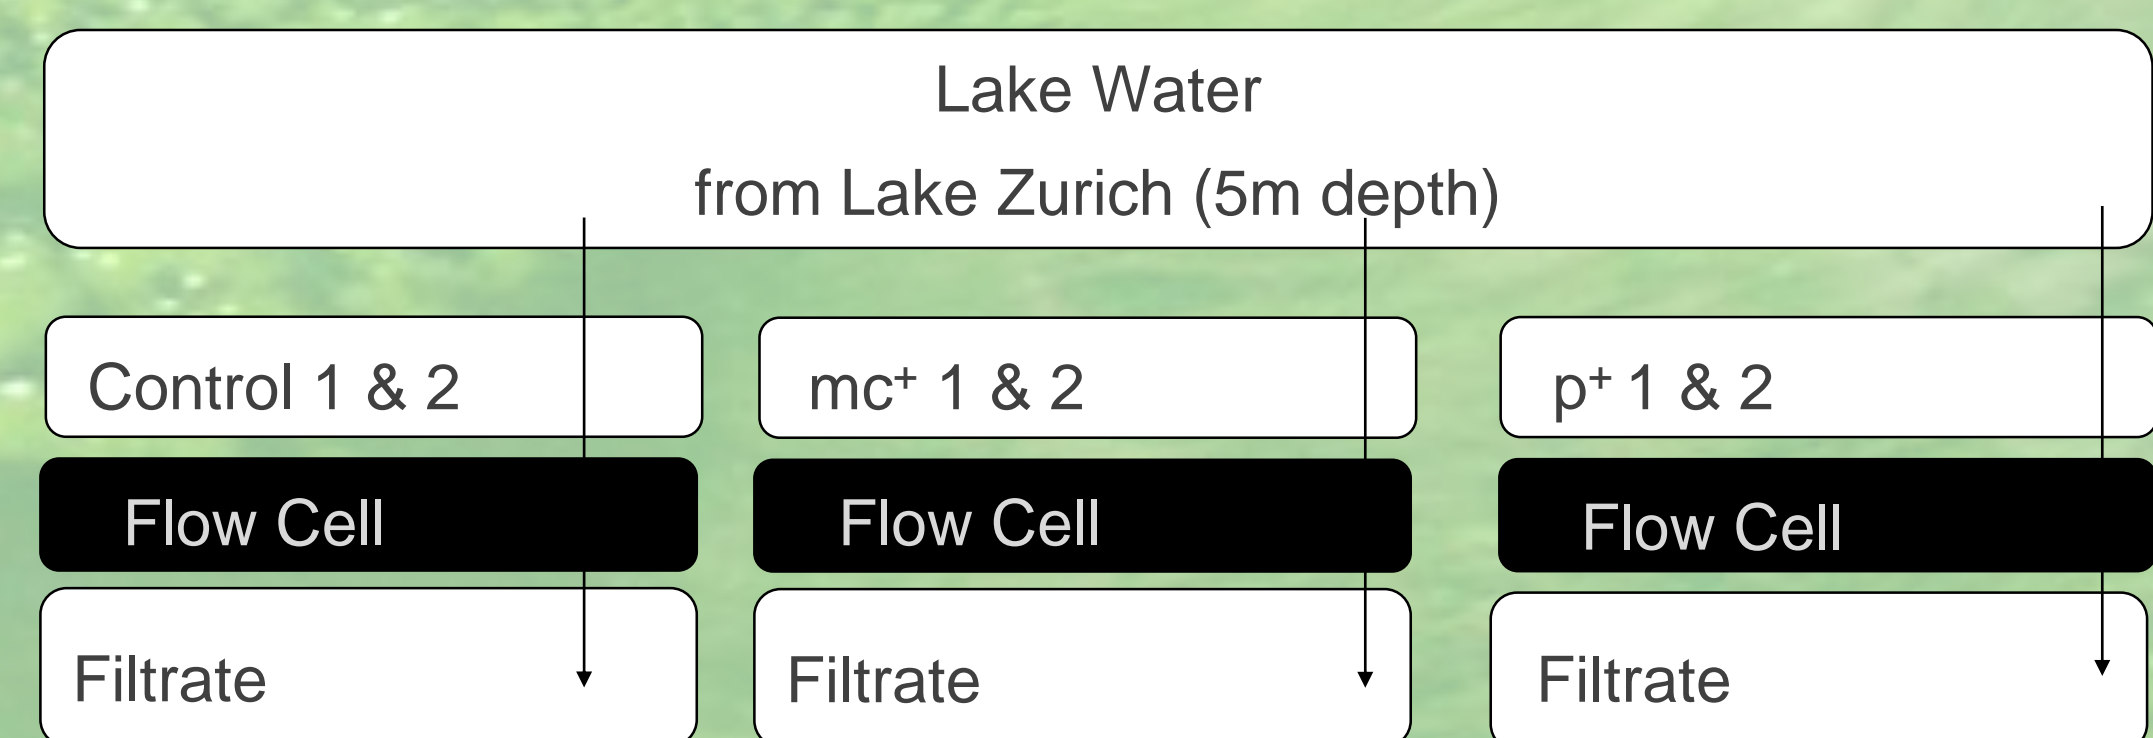 Lake Water
from Lake Zurich (5m depth)
Control 1 & 2
mc⁺ 1 & 2
p⁺ 1 & 2
Flow Cell
Flow Cell
Flow Cell
Filtrate
Filtrate
Filtrate